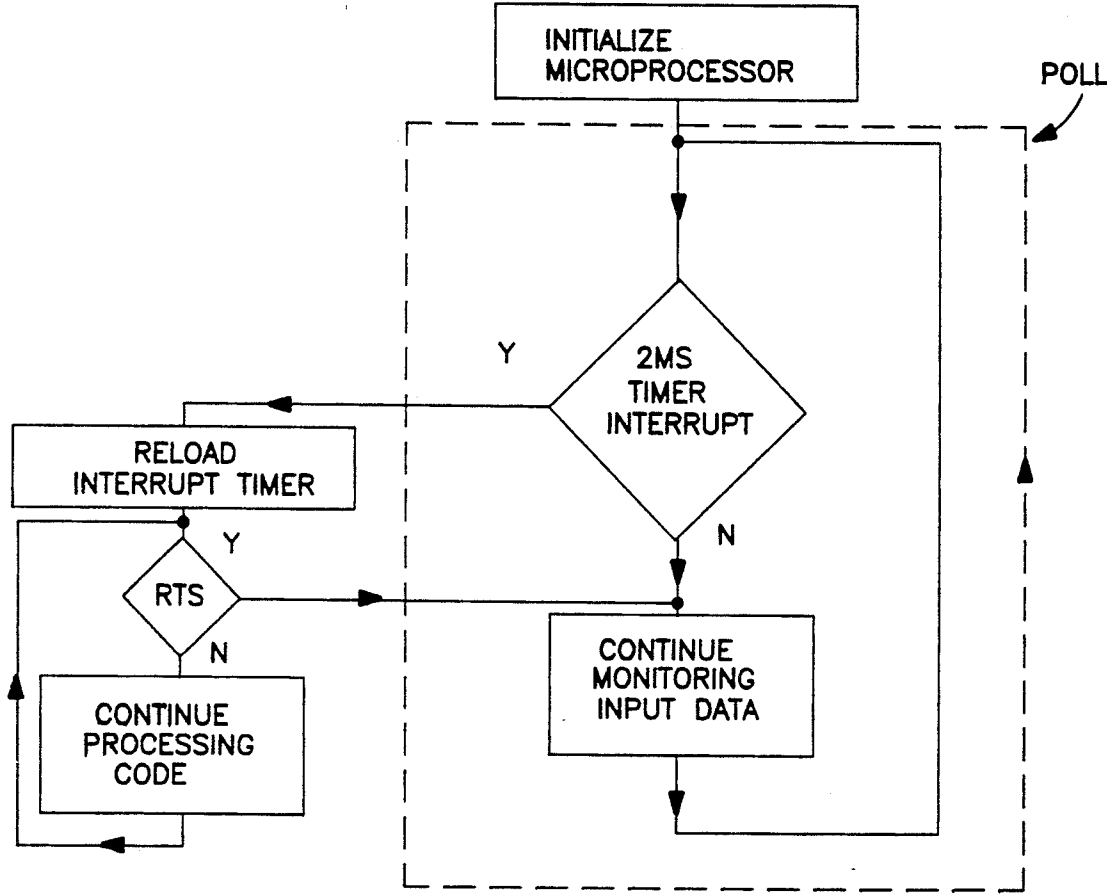 INITIALIZE
MICROPROCESSOR
POLL
Y
2MS
TIMER
INTERRUPT
RELOAD
INTERRUPT TIMER
N
Y
RTS
N
CONTINUE
MONITORING
INPUT DATA
CONTINUE
PROCESSING
CODE